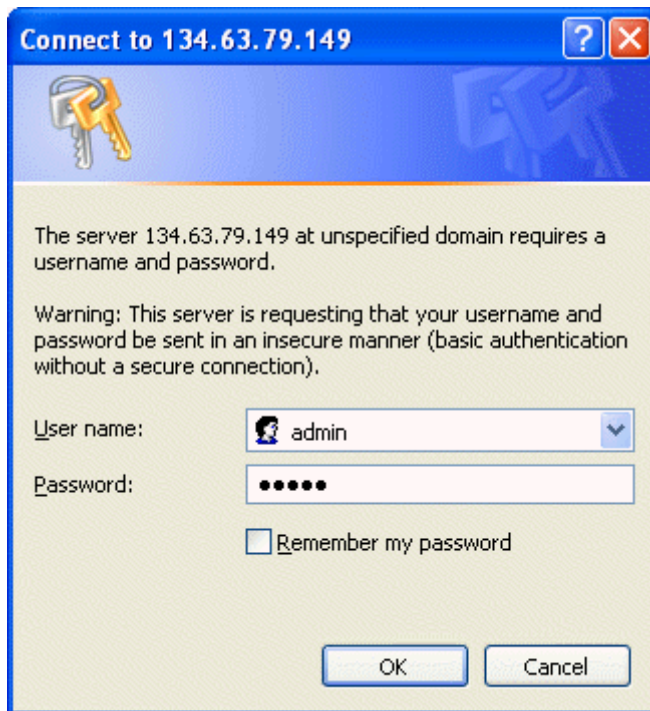 Connect to 134.63.79.149
The server 134.63.79.149 at unspecified domain requires a
username and password.
Warning: This server is requesting that your username and
password be sent in an insecure manner (basic authentication
without a secure connection).
User name:
admin
Password:
•••••
Remember my password
OK
Cancel